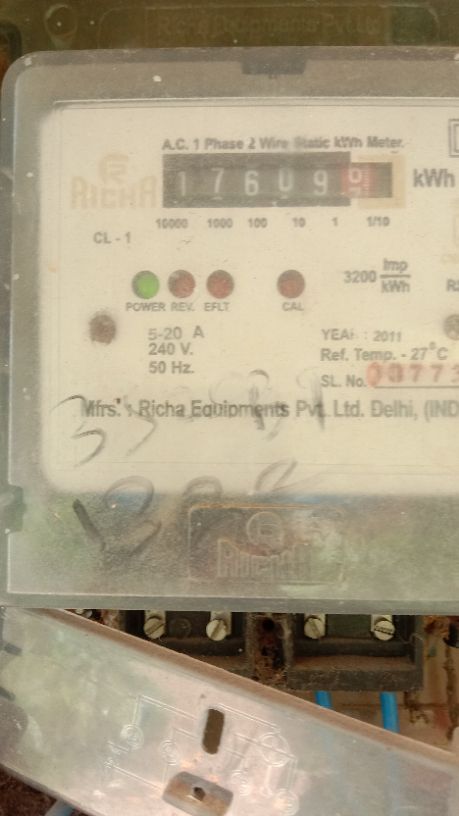 A.C. 1 Phase 2 Wire Static kWh Meter.
RICHA
17609
kWh
10000 1000 100 10 1 1/10
CL - 1
3200 Imp/kWh
POWER REV. EFLT CAL
5-20 A
240 V.
50 Hz.
YEAR : 2011
Ref. Temp. - 27°C
SL. No. 00773
Mfrs. : Richa Equipments Pvt. Ltd. Delhi, (IND
RICHA